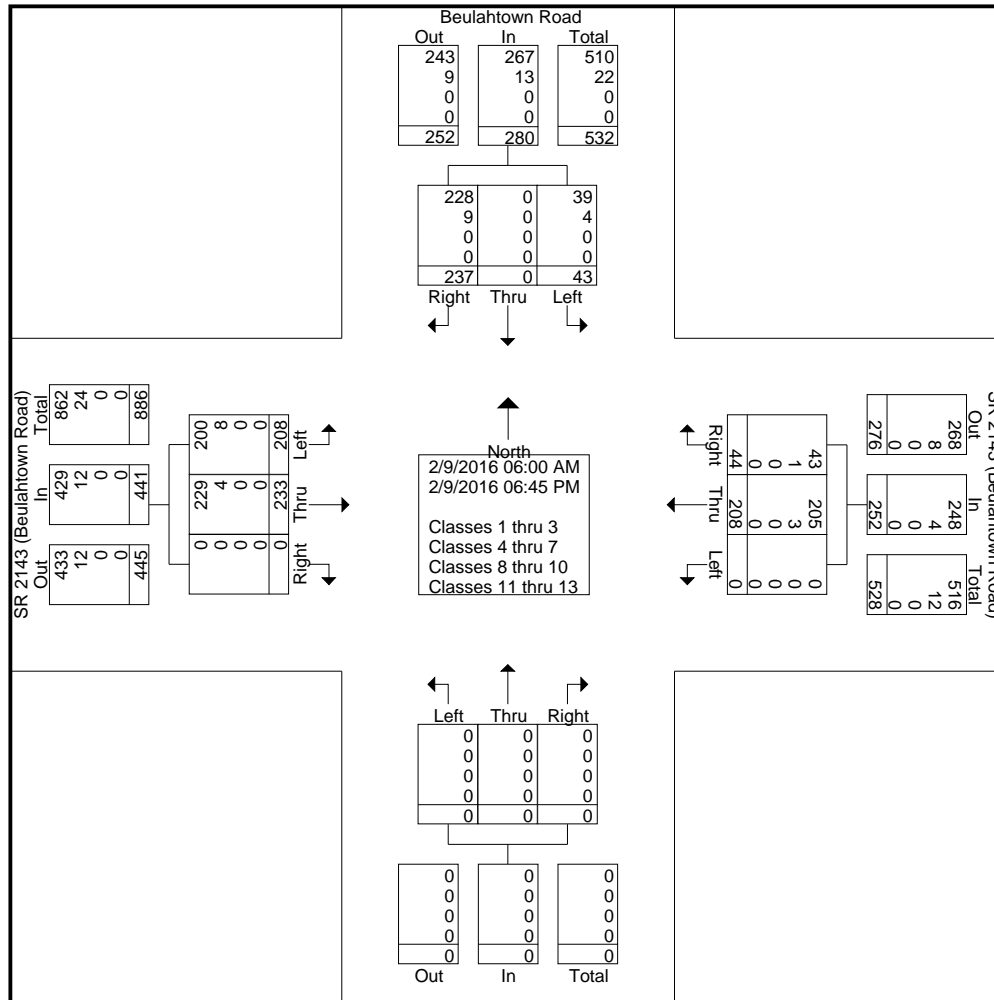 Beulahtown Road
Out In Total
243 267 510
9 13 22
0 0 0
0 0 0
252 280 532
228 0 39
9 0 4
0 0 0
0 0 0
237 0 43
Right Thru Left
SR 2143 (Beulahtown Road)
Total In Out
862 429 433
24 12 12
0 0 0
0 0 0
886 441 445
Left Thru Right
200 229 0
8 4 0
0 0 0
0 0 0
208 233 0
North
2/9/2016 06:00 AM
2/9/2016 06:45 PM
Classes 1 thru 3
Classes 4 thru 7
Classes 8 thru 10
Classes 11 thru 13
Right Thru Left
43 205 0
1 3 0
0 0 0
0 0 0
44 208 0
SR 2143 (Beulahtown Road)
Out In Total
268 248 516
8 4 12
0 0 0
0 0 0
276 252 528
Left Thru Right
0 0 0
0 0 0
0 0 0
0 0 0
0 0 0
0 0 0
0 0 0
0 0 0
0 0 0
0 0 0
Out In Total